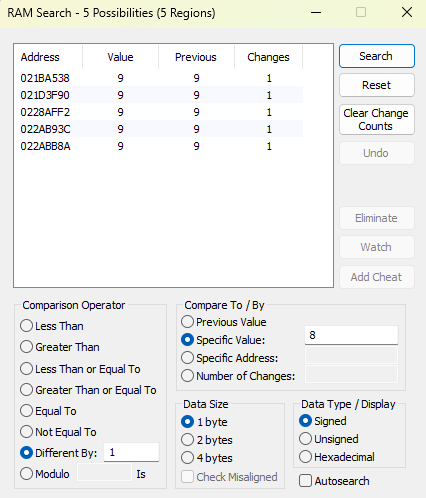 RAM Search - 5 Possibilities (5 Regions)
Address Value Previous Changes
021BA538 9 9 1
021D3F90 9 9 1
0228AFF2 9 9 1
022AB93C 9 9 1
022ABB8A 9 9 1
Search
Reset
Clear Change
Counts
Undo
Eliminate
Watch
Add Cheat
Comparison Operator
Less Than
Greater Than
Less Than or Equal To
Greater Than or Equal To
Equal To
Not Equal To
Different By: 1
Modulo Is
Compare To / By
Previous Value
Specific Value: 8
Specific Address:
Number of Changes:
Data Size
1 byte
2 bytes
4 bytes
Check Misaligned
Data Type / Display
Signed
Unsigned
Hexadecimal
Autosearch